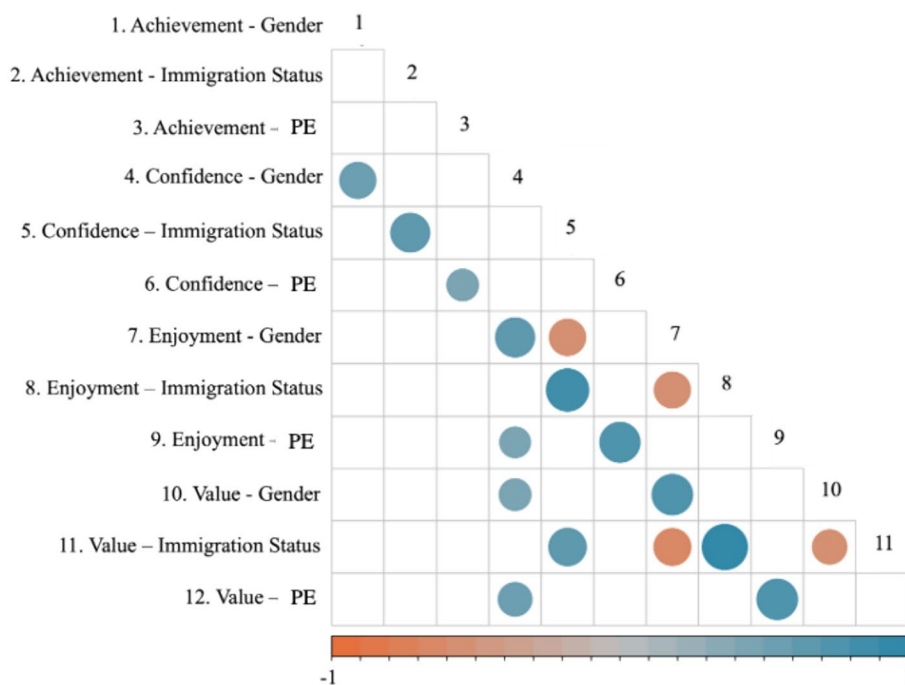 1. Achievement - Gender 1
2. Achievement - Immigration Status 2
3. Achievement - PE 3
4. Confidence - Gender 4
5. Confidence – Immigration Status 5
6. Confidence – PE 6
7. Enjoyment - Gender 7
8. Enjoyment – Immigration Status 8
9. Enjoyment - PE 9
10. Value - Gender 10
11. Value – Immigration Status 11
12. Value – PE
-1